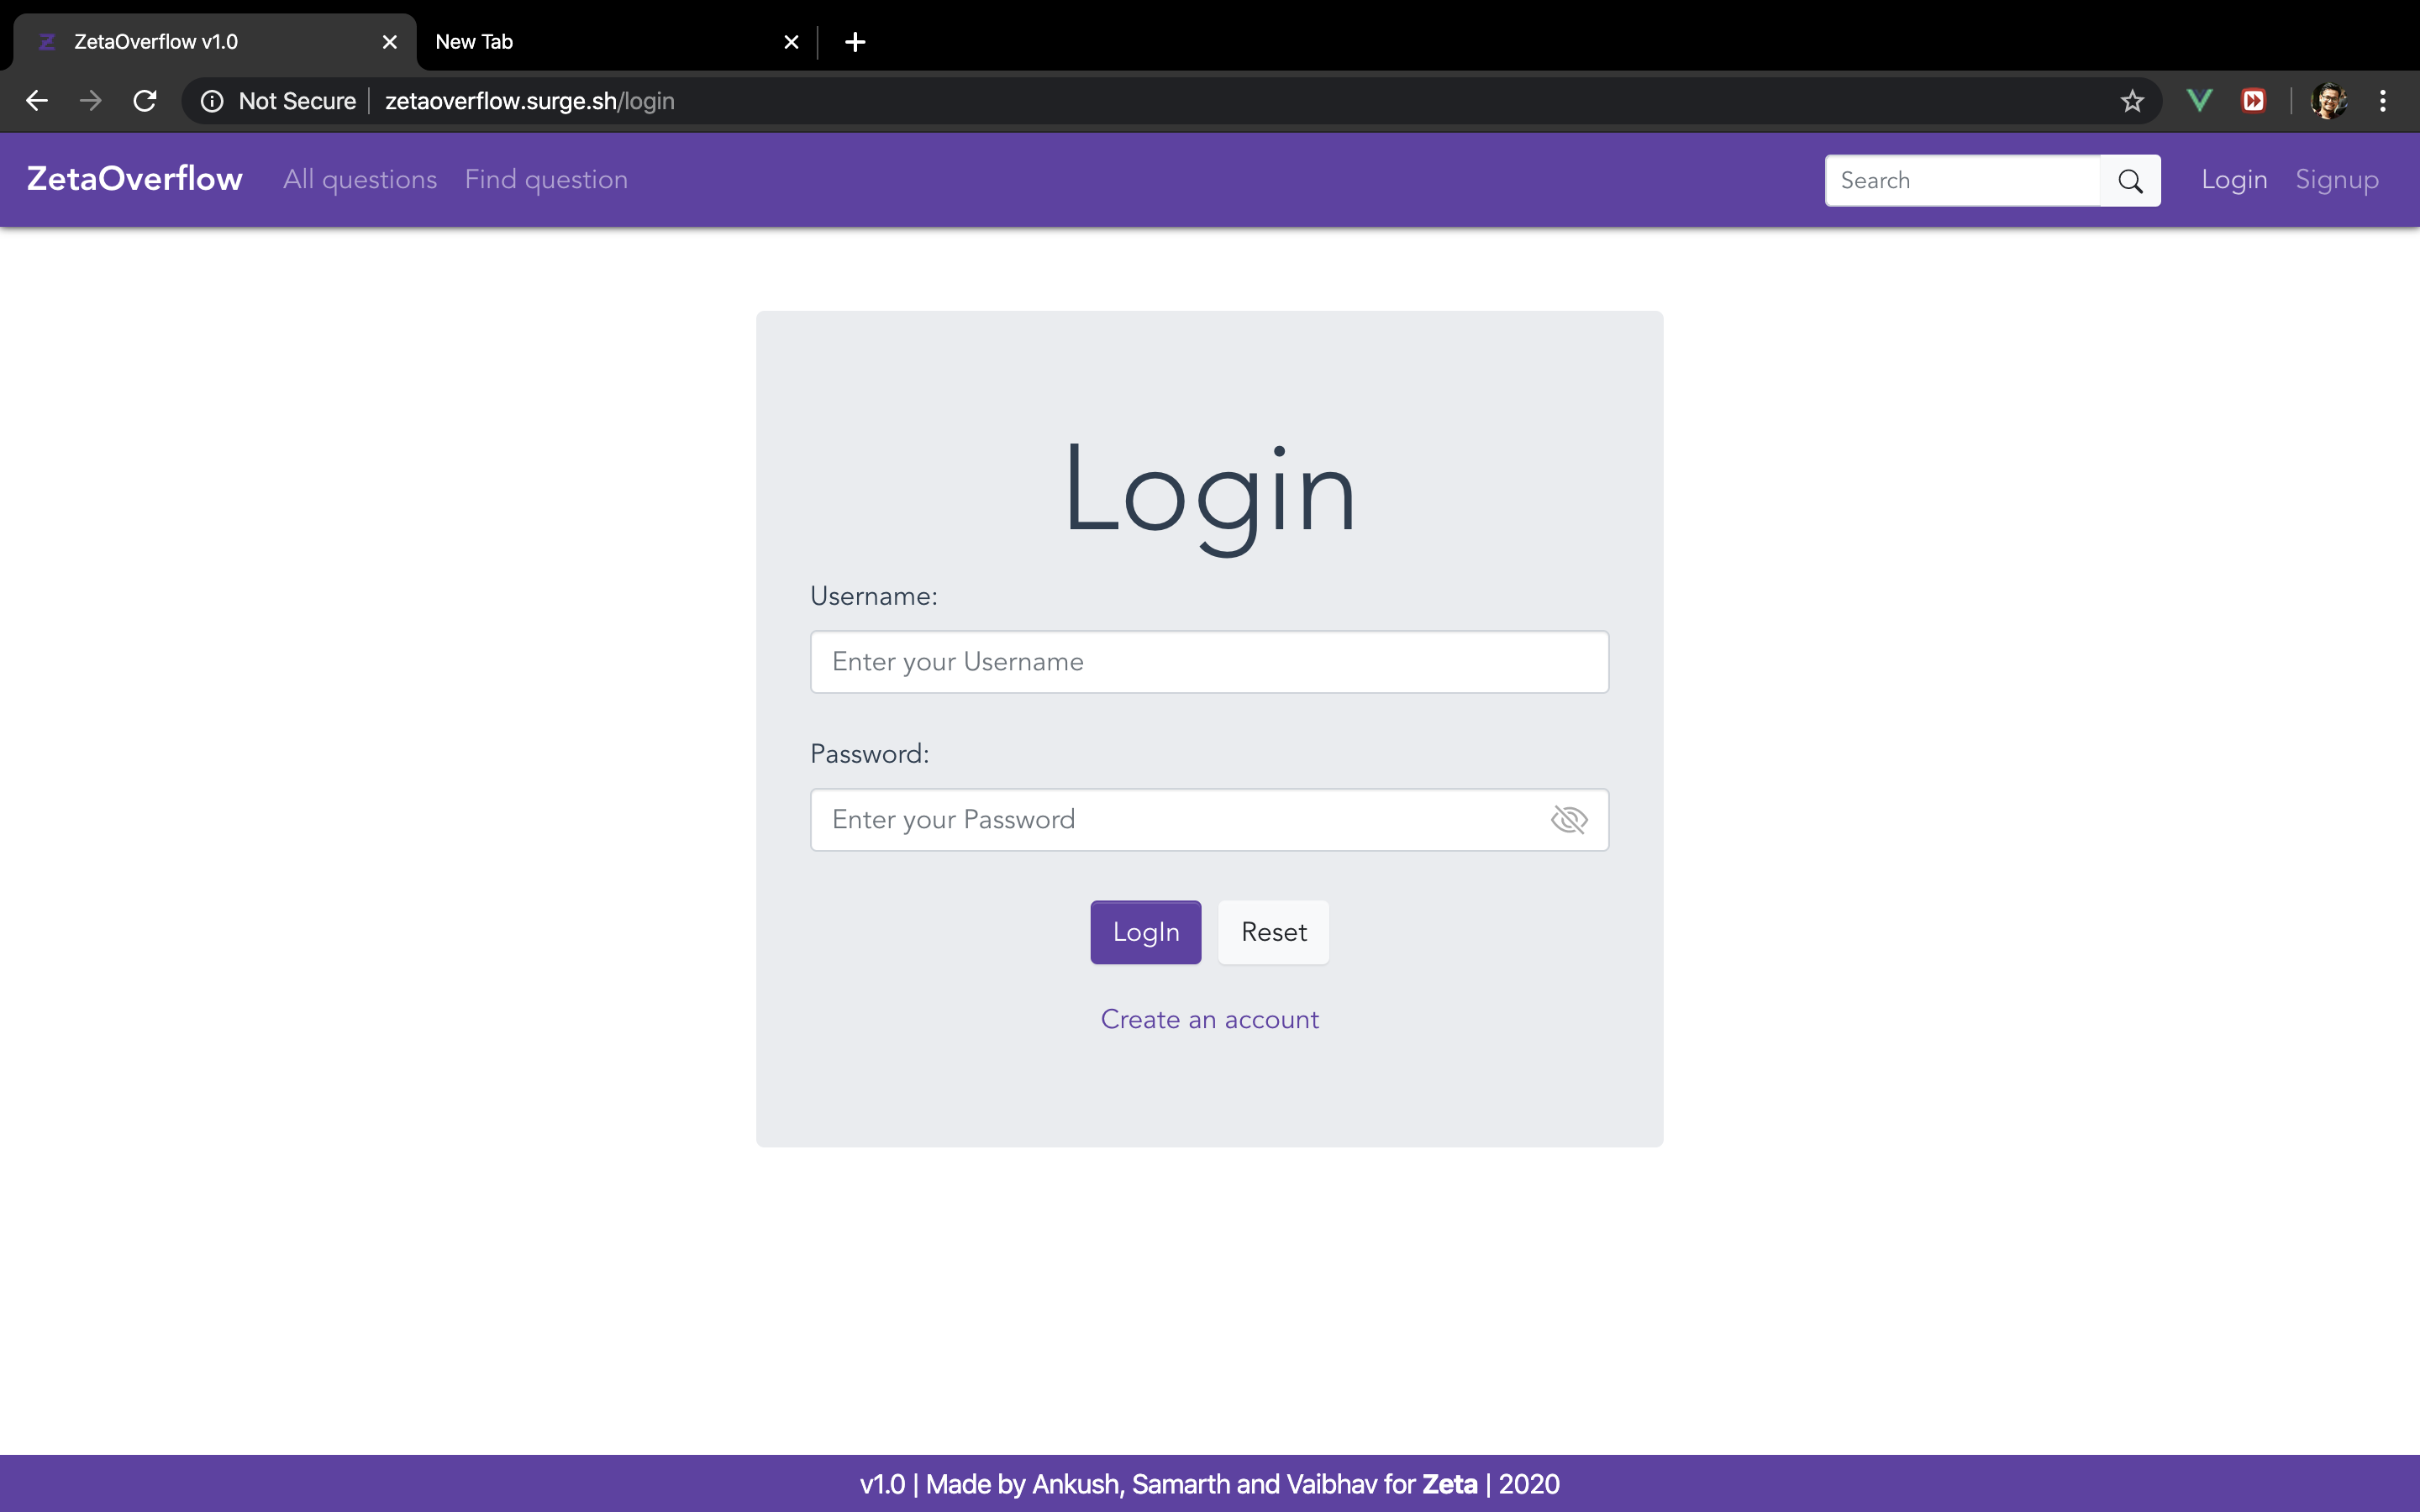 ZetaOverflow v1.0
New Tab
Not Secure
zetaoverflow.surge.sh/login
ZetaOverflow All questions Find question Search Login Signup
Login
Username:
Enter your Username
Password:
Enter your Password
LogIn Reset
Create an account
v1.0 | Made by Ankush, Samarth and Vaibhav for Zeta | 2020